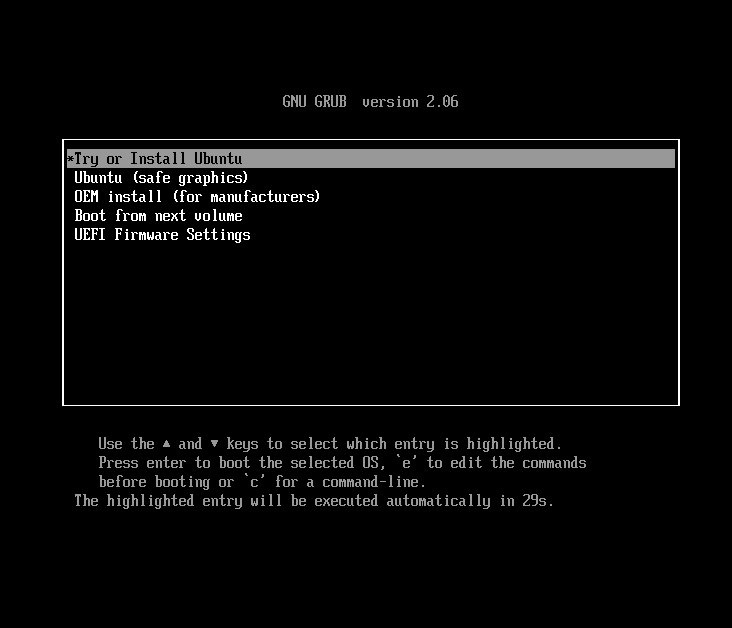 GNU GRUB  version 2.06
*Try or Install Ubuntu
Ubuntu (safe graphics)
OEM install (for manufacturers)
Boot from next volume
UEFI Firmware Settings
Use the ▲ and ▼ keys to select which entry is highlighted.
Press enter to boot the selected OS, `e' to edit the commands
before booting or `c' for a command-line.
The highlighted entry will be executed automatically in 29s.